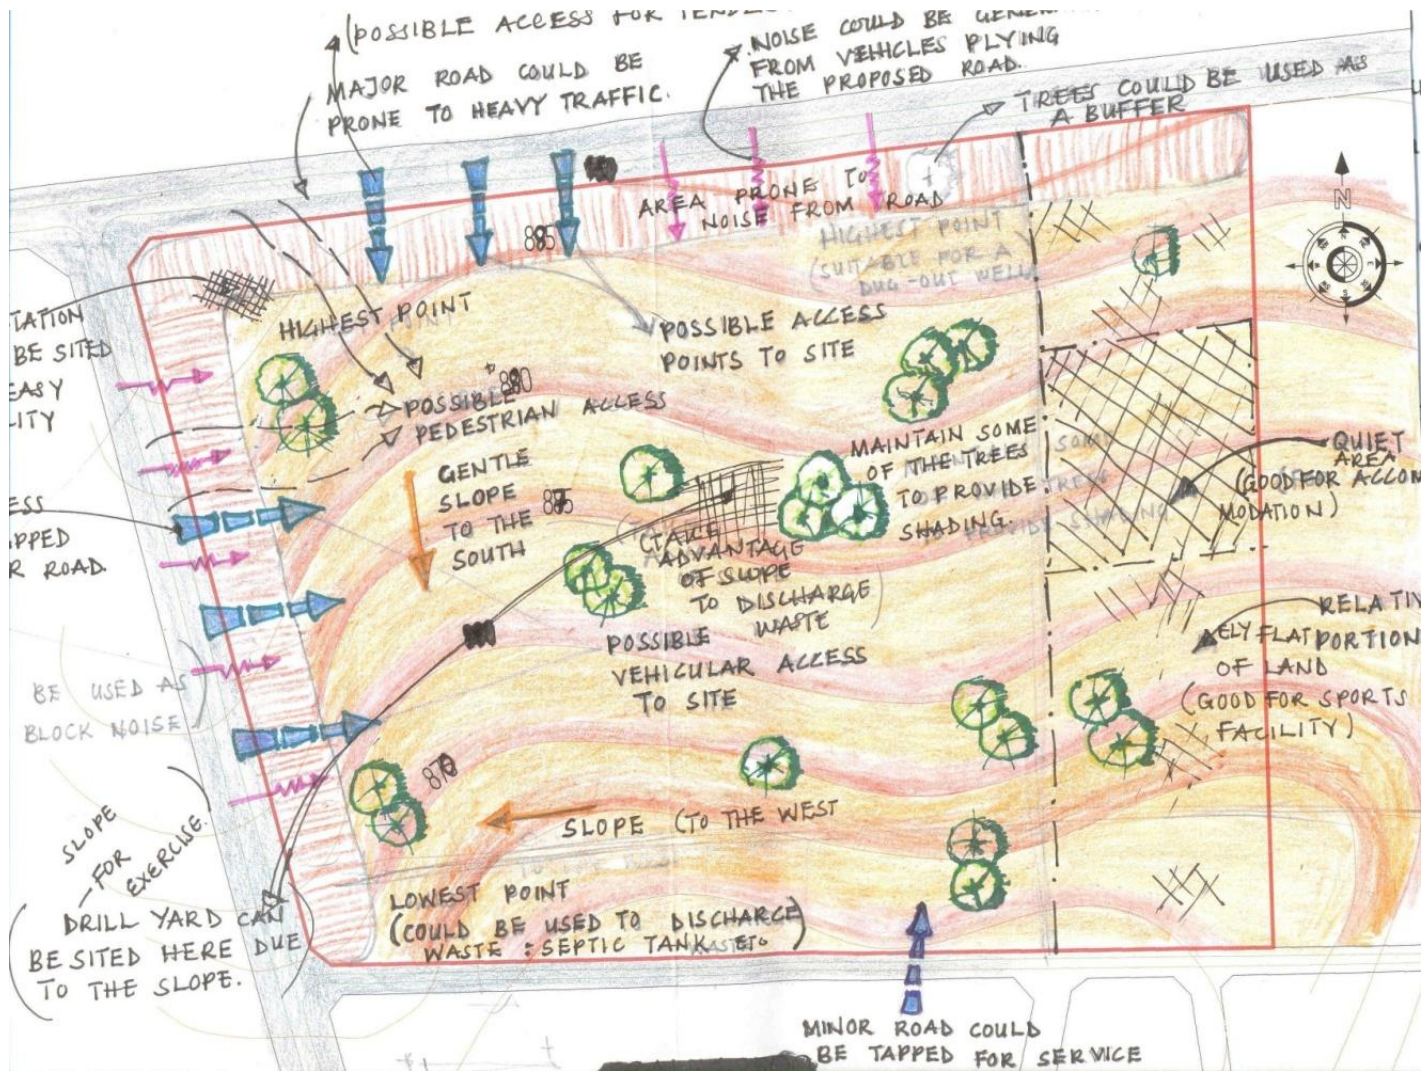 (POSSIBLE ACCESS FOR
MAJOR ROAD COULD BE
PRONE TO HEAVY TRAFFIC.
NOISE COULD BE
FROM VEHICLES PLYING
THE PROPOSED ROAD.
TREES COULD BE USED AS
A BUFFER
AREA PRONE TO
NOISE FROM ROAD
HIGHEST POINT
(SUITABLE FOR A
DUG-OUT WELL
N
885
HIGHEST POINT
POSSIBLE ACCESS
POINTS TO SITE
TATION
BE SITED
EASY
LITY
880
POSSIBLE
PEDESTRIAN ACCESS
GENTLE
SLOPE
TO THE
SOUTH
875
MAINTAIN SOME
OF THE TREES
TO PROVIDE
SHADING.
QUIET
AREA
(GOOD FOR ACCOM
MODATION)
ESS
APPED
R ROAD.
(TAKE
ADVANTAGE
OF SLOPE
TO DISCHARGE
WASTE
POSSIBLE
VEHICULAR ACCESS
TO SITE
RELATIV
ELY FLAT PORTION
OF LAND
(GOOD FOR SPORTS
FACILITY)
BE USED AS
BLOCK NOISE
870
SLOPE (TO THE WEST
SLOPE
FOR
EXERCISE.
LOWEST POINT
(COULD BE USED TO DISCHARGE
WASTE : SEPTIC TANK ETC)
(DRILL YARD CAN
BE SITED HERE DUE
TO THE SLOPE.
MINOR ROAD COULD
BE TAPPED FOR SERVICE